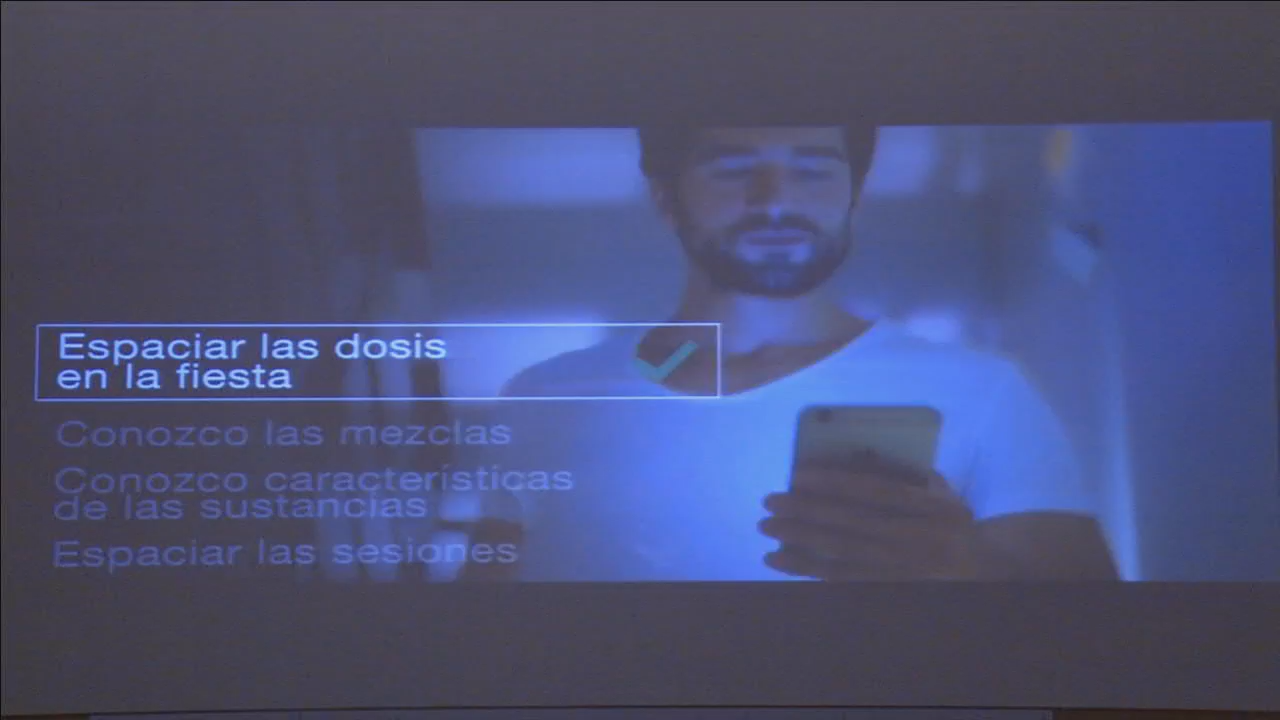 Espaciar las dosis
en la fiesta
Conozco las mezclas
Conozco características
de las sustancias
Espaciar las sesiones